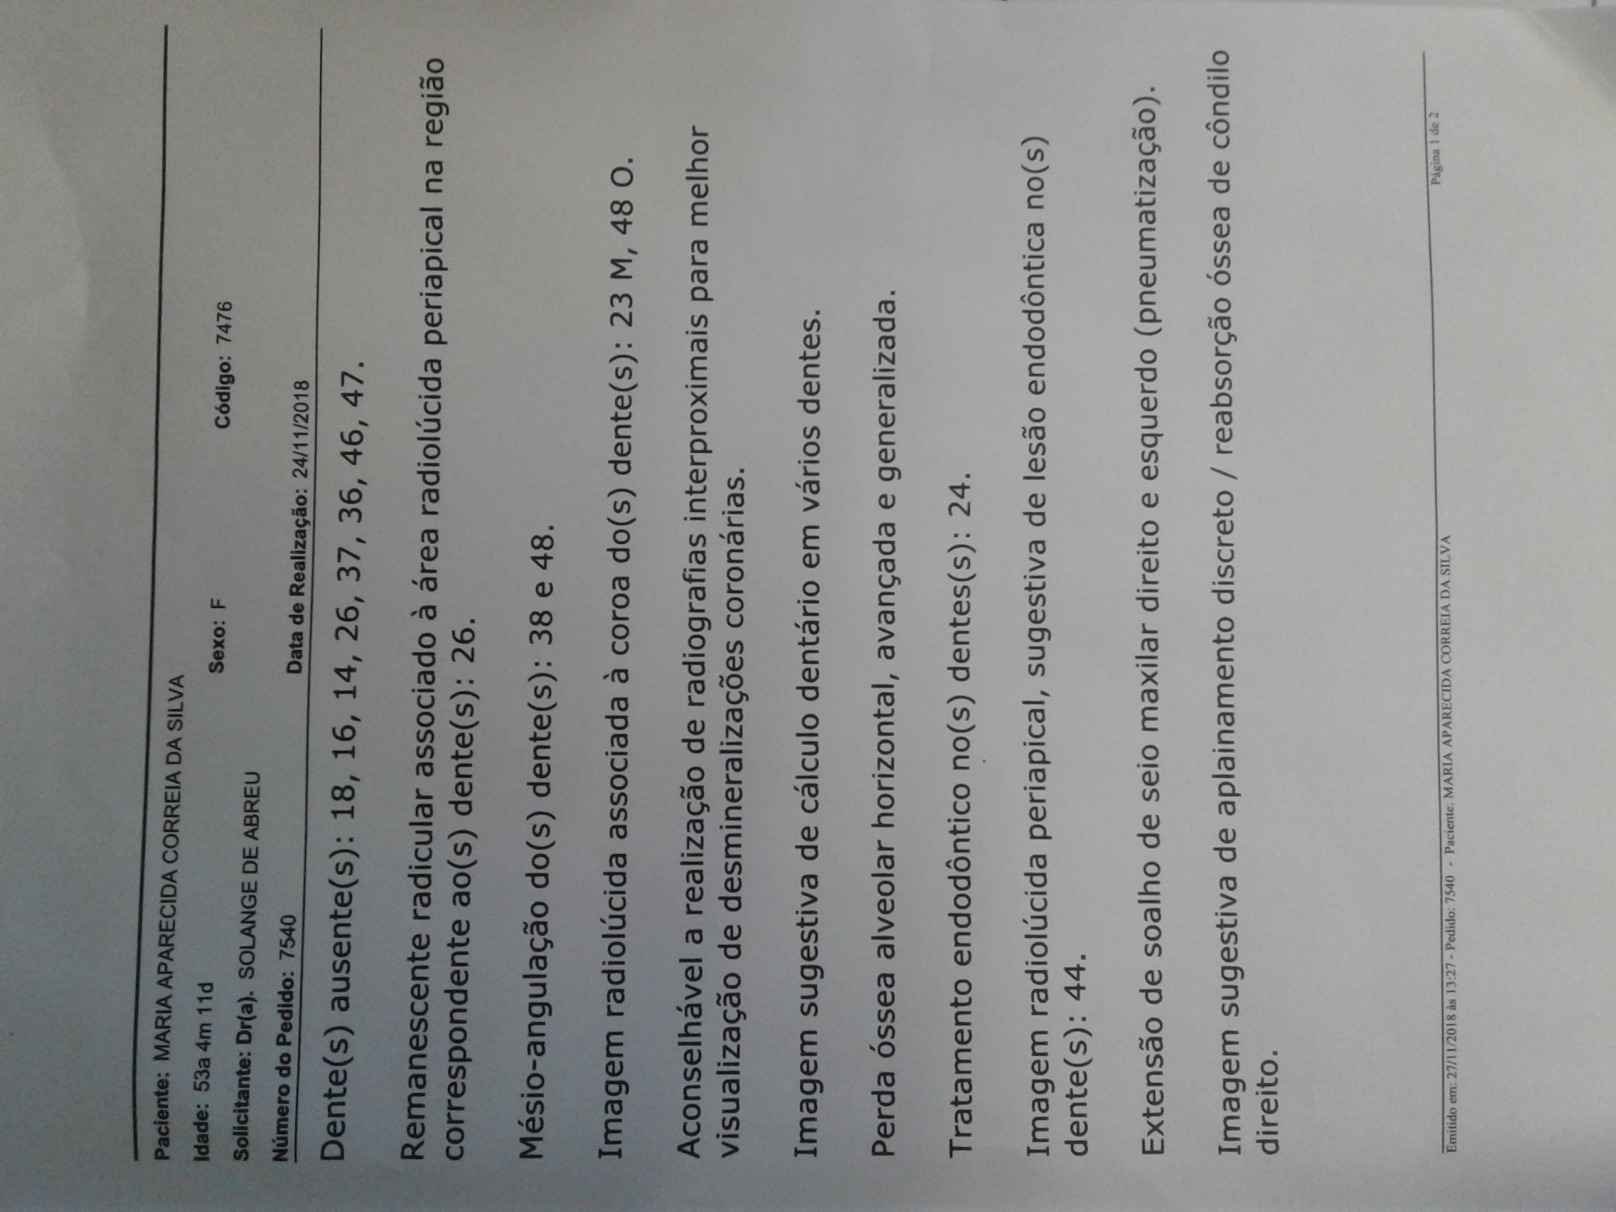 Paciente: MARIA APARECIDA CORREIA DA SILVA
Idade: 53a 4m 11d Sexo: F Código: 7476
Solicitante: Dr(a). SOLANGE DE ABREU
Número do Pedido: 7540 Data de Realização: 24/11/2018
Dente(s) ausente(s): 18, 16, 14, 26, 37, 36, 46, 47.
Remanescente radicular associado à área radiolúcida periapical na região
correspondente ao(s) dente(s): 26.
Mésio-angulação do(s) dente(s): 38 e 48.
Imagem radiolúcida associada à coroa do(s) dente(s): 23 M, 48 O.
Aconselhável a realização de radiografias interproximais para melhor
visualização de desmineralizações coronárias.
Imagem sugestiva de cálculo dentário em vários dentes.
Perda óssea alveolar horizontal, avançada e generalizada.
Tratamento endodôntico no(s) dentes(s): 24.
Imagem radiolúcida periapical, sugestiva de lesão endodôntica no(s)
dente(s): 44.
Extensão de soalho de seio maxilar direito e esquerdo (pneumatização).
Imagem sugestiva de aplainamento discreto / reabsorção óssea de côndilo
direito.
Página 1 de 2
Emitido em: 27/11/2018 às 13:27 - Pedido: 7540 - Paciente: MARIA APARECIDA CORREIA DA SILVA